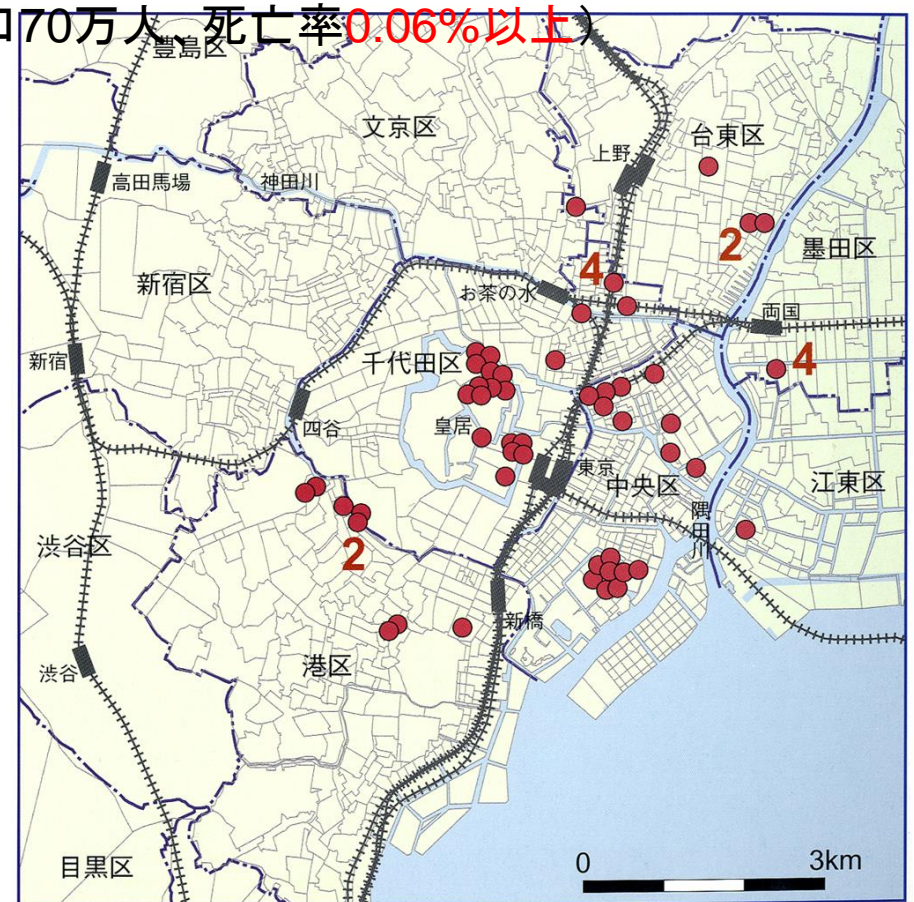 口70万人、死亡率0.06%以上）
豊島区
文京区
台東区
上野
高田馬場
神田川
2
墨田区
新宿区
4
お茶の水
両国
新宿
千代田区
4
四谷
皇居
東京
中央区
江東区
隅田川
渋谷区
2
新橋
港区
渋谷
目黒区
0
3km